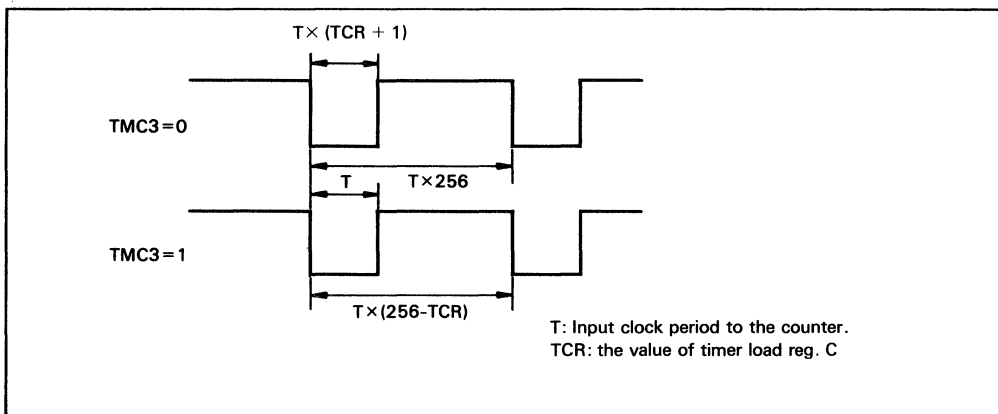 T× (TCR + 1)
TMC3=0
T×256
T
TMC3=1
T×(256-TCR)
T: Input clock period to the counter.
TCR: the value of timer load reg. C